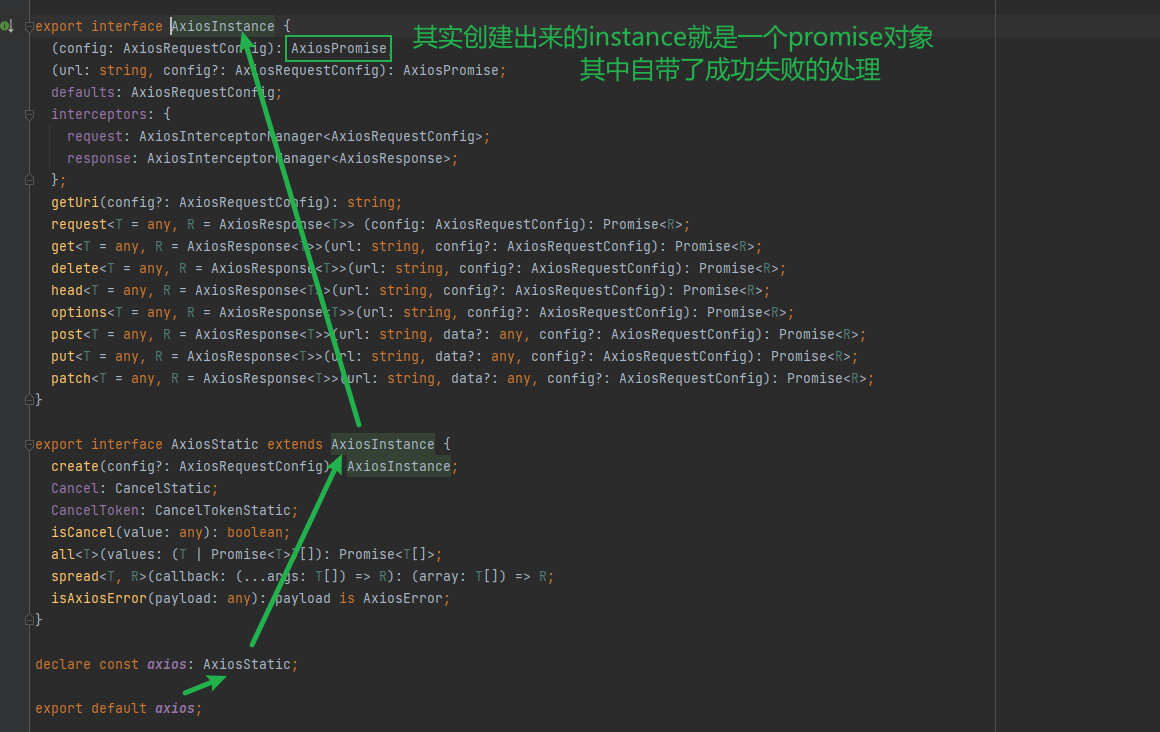 export interface AxiosInstance {
(config: AxiosRequestConfig): AxiosPromise
其实创建出来的instance就是一个promise对象
(url: string, config?: AxiosRequestConfig): AxiosPromise;
其中自带了成功失败的处理
defaults: AxiosRequestConfig;
interceptors: {
request: AxiosInterceptorManager<AxiosRequestConfig>;
response: AxiosInterceptorManager<AxiosResponse>;
};
getUri(config?: AxiosRequestConfig): string;
request<T = any, R = AxiosResponse<T>> (config: AxiosRequestConfig): Promise<R>;
get<T = any, R = AxiosResponse<T>>(url: string, config?: AxiosRequestConfig): Promise<R>;
delete<T = any, R = AxiosResponse<T>>(url: string, config?: AxiosRequestConfig): Promise<R>;
head<T = any, R = AxiosResponse<T>>(url: string, config?: AxiosRequestConfig): Promise<R>;
options<T = any, R = AxiosResponse<T>>(url: string, config?: AxiosRequestConfig): Promise<R>;
post<T = any, R = AxiosResponse<T>>(url: string, data?: any, config?: AxiosRequestConfig): Promise<R>;
put<T = any, R = AxiosResponse<T>>(url: string, data?: any, config?: AxiosRequestConfig): Promise<R>;
patch<T = any, R = AxiosResponse<T>>(url: string, data?: any, config?: AxiosRequestConfig): Promise<R>;
}
export interface AxiosStatic extends AxiosInstance {
create(config?: AxiosRequestConfig): AxiosInstance;
Cancel: CancelStatic;
CancelToken: CancelTokenStatic;
isCancel(value: any): boolean;
all<T>(values: (T | Promise<T>)[]): Promise<T[]>;
spread<T, R>(callback: (...args: T[]) => R): (array: T[]) => R;
isAxiosError(payload: any): payload is AxiosError;
}
declare const axios: AxiosStatic;
export default axios;